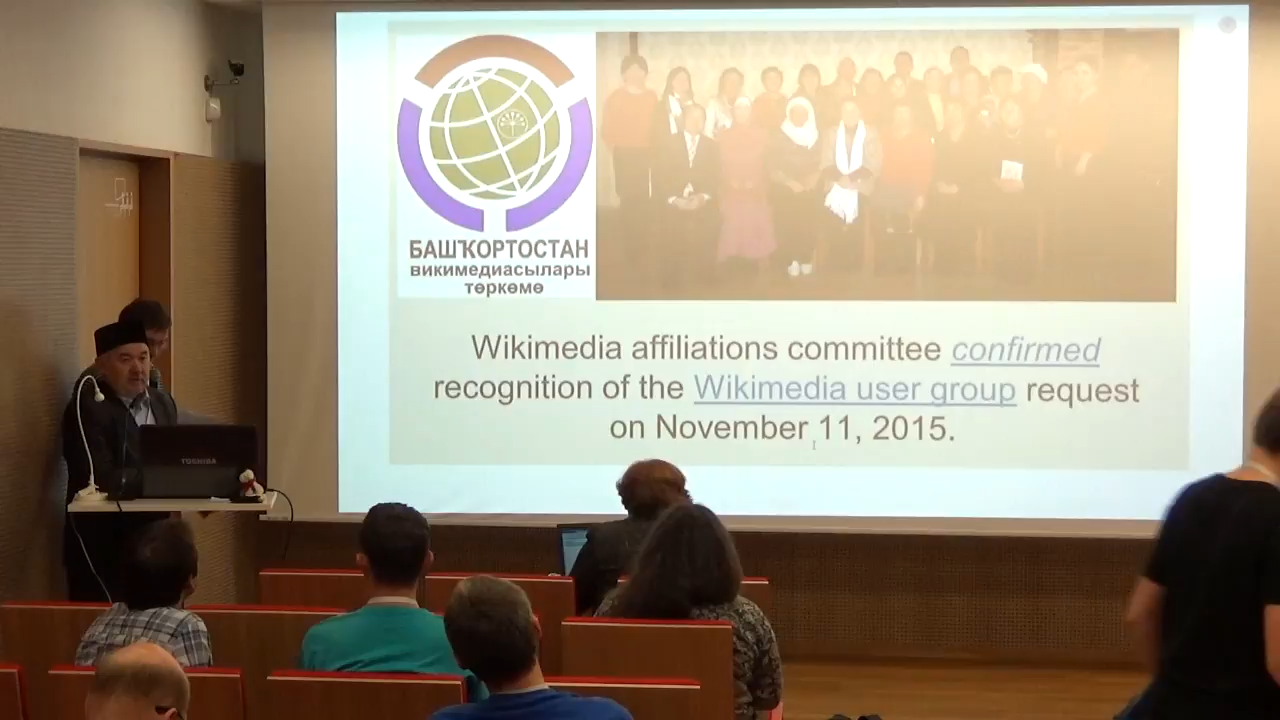 БАШҠОРТОСТАН
викимедиасылары
төркөмө
Wikimedia affiliations committee confirmed
recognition of the Wikimedia user group request
on November 11, 2015.
TOSHIBA